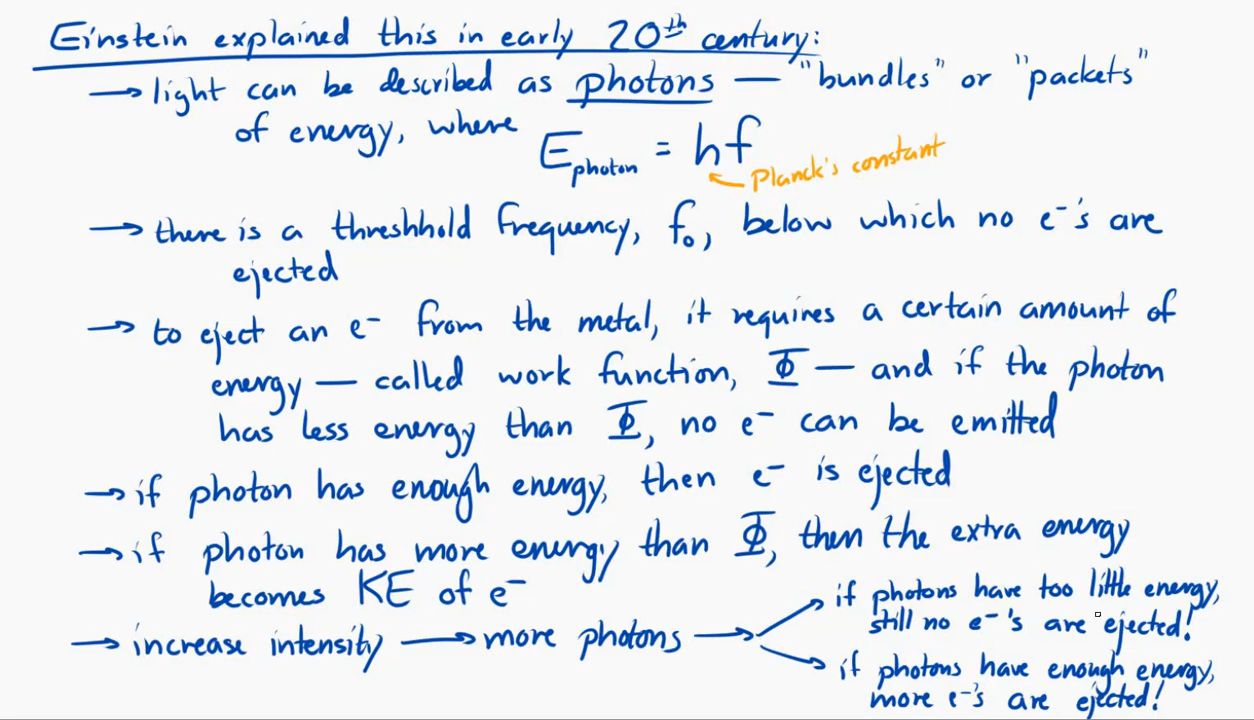 Einstein explained this in early 20th century:
→ light can be described as photons — "bundles" or "packets"
of energy, where
E photon = hf
Planck's constant
→ there is a threshhold frequency, f₀, below which no e⁻'s are
ejected
→ to eject an e⁻ from the metal, it requires a certain amount of
energy — called work function, Φ — and if the photon
has less energy than Φ, no e⁻ can be emitted
→ if photon has enough energy, then e⁻ is ejected
→ if photon has more energy than Φ, then the extra energy
becomes KE of e⁻
→ increase intensity → more photons →
if photons have too little energy,
still no e⁻'s are ejected!
if photons have enough energy,
more e⁻'s are ejected!